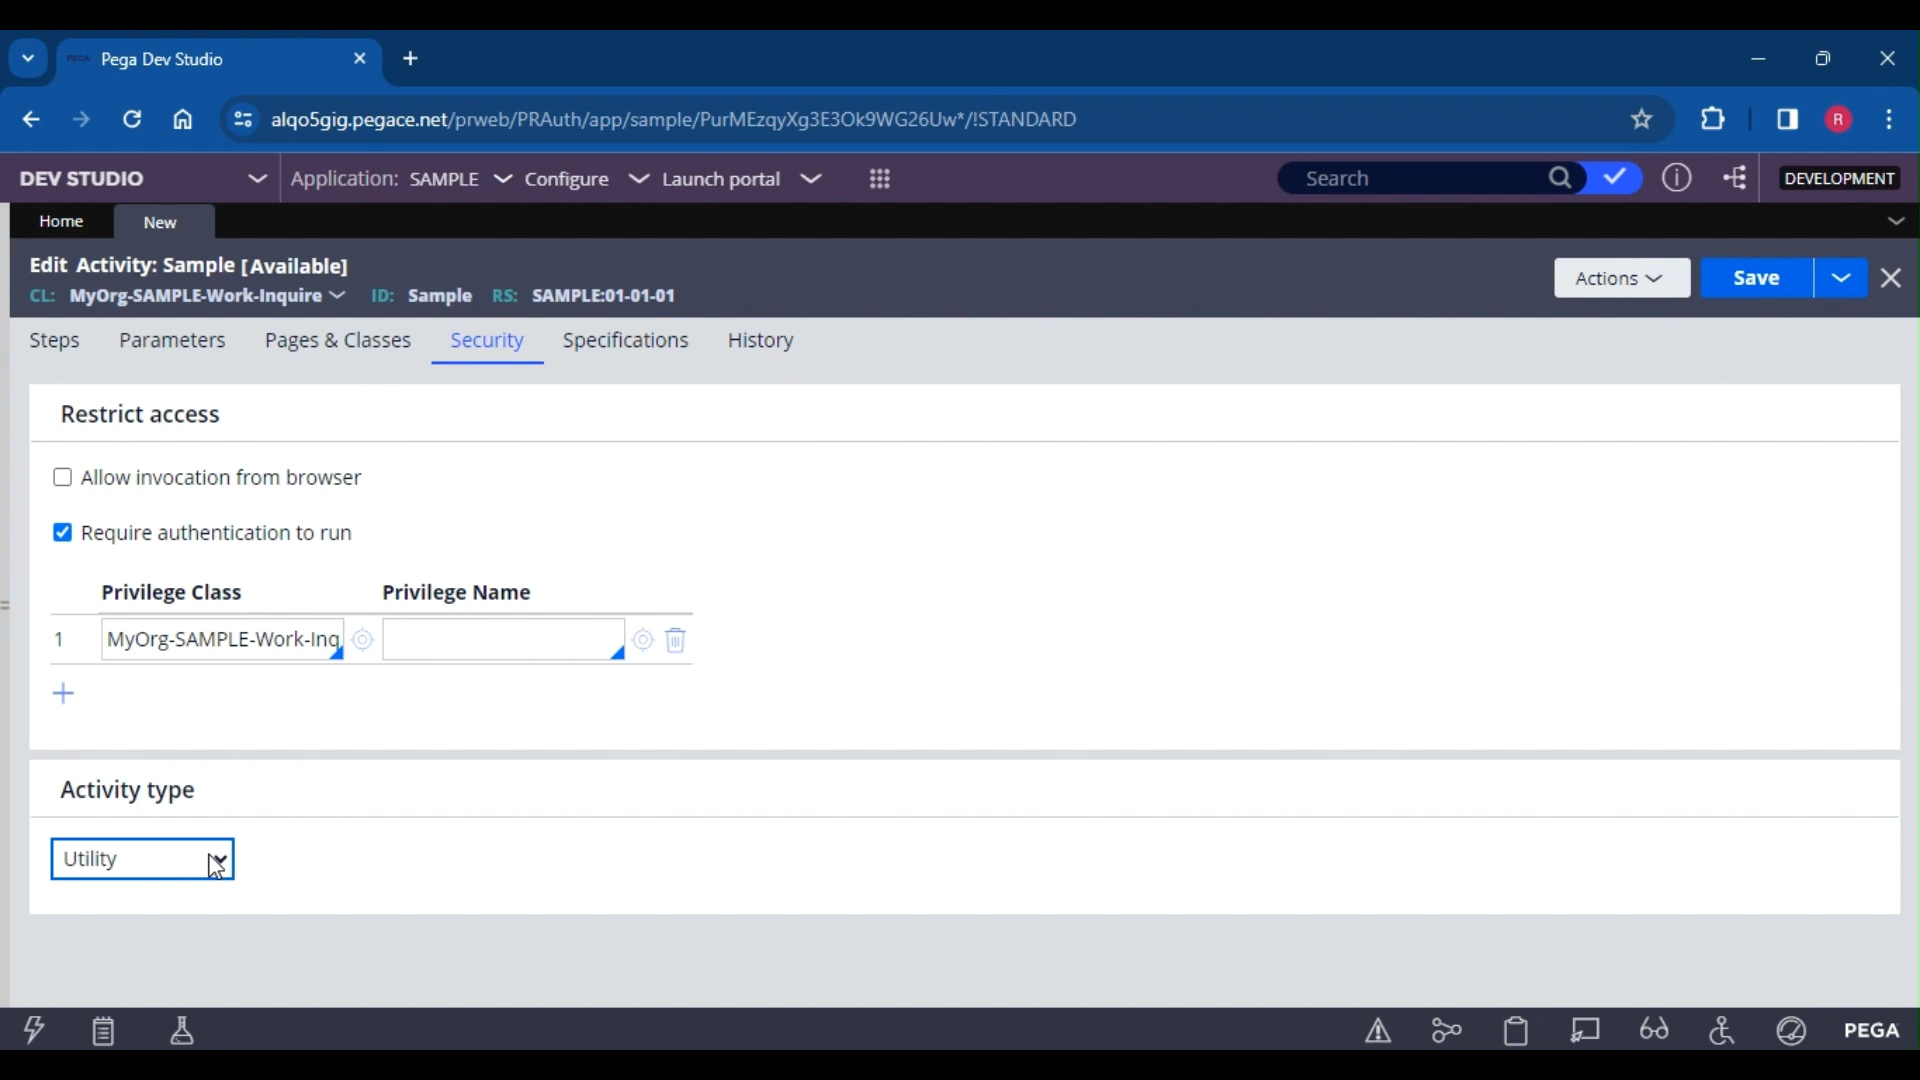 PEGA Pega Dev Studio
alqo5gig.pegace.net/prweb/PRAuth/app/sample/PurMEzqyXg3E3Ok9WG26Uw*/!STANDARD R
DEV STUDIO Application: SAMPLE Configure Launch portal Search DEVELOPMENT
Home New
Edit Activity: Sample [Available]
Actions Save
CL: MyOrg-SAMPLE-Work-Inquire ID: Sample RS: SAMPLE:01-01-01
Steps Parameters Pages & Classes Security Specifications History
Restrict access
Allow invocation from browser
Require authentication to run
Privilege Class Privilege Name
1 MyOrg-SAMPLE-Work-Inq
Activity type
Utility
PEGA